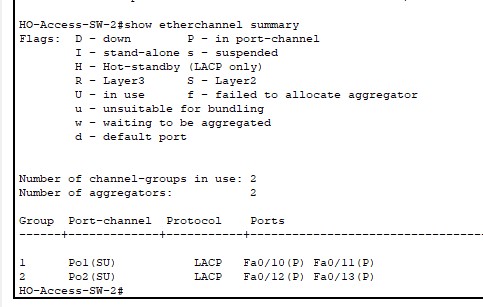 HO-Access-SW-2#show etherchannel summary
Flags:  D - down        P - in port-channel
        I - stand-alone s - suspended
        H - Hot-standby (LACP only)
        R - Layer3      S - Layer2
        U - in use      f - failed to allocate aggregator
        u - unsuitable for bundling
        w - waiting to be aggregated
        d - default port
Number of channel-groups in use: 2
Number of aggregators:           2
Group  Port-channel  Protocol    Ports
------+-------------+-----------+----------------------------------------------
1      Po1(SU)           LACP   Fa0/10(P) Fa0/11(P)
2      Po2(SU)           LACP   Fa0/12(P) Fa0/13(P)
HO-Access-SW-2#